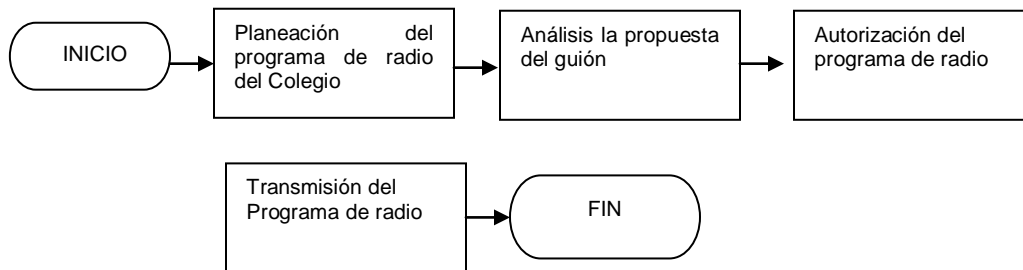 INICIO
Planeación del
programa de radio
del Colegio
Análisis la propuesta
del guión
Autorización del
programa de radio
Transmisión del
Programa de radio
FIN